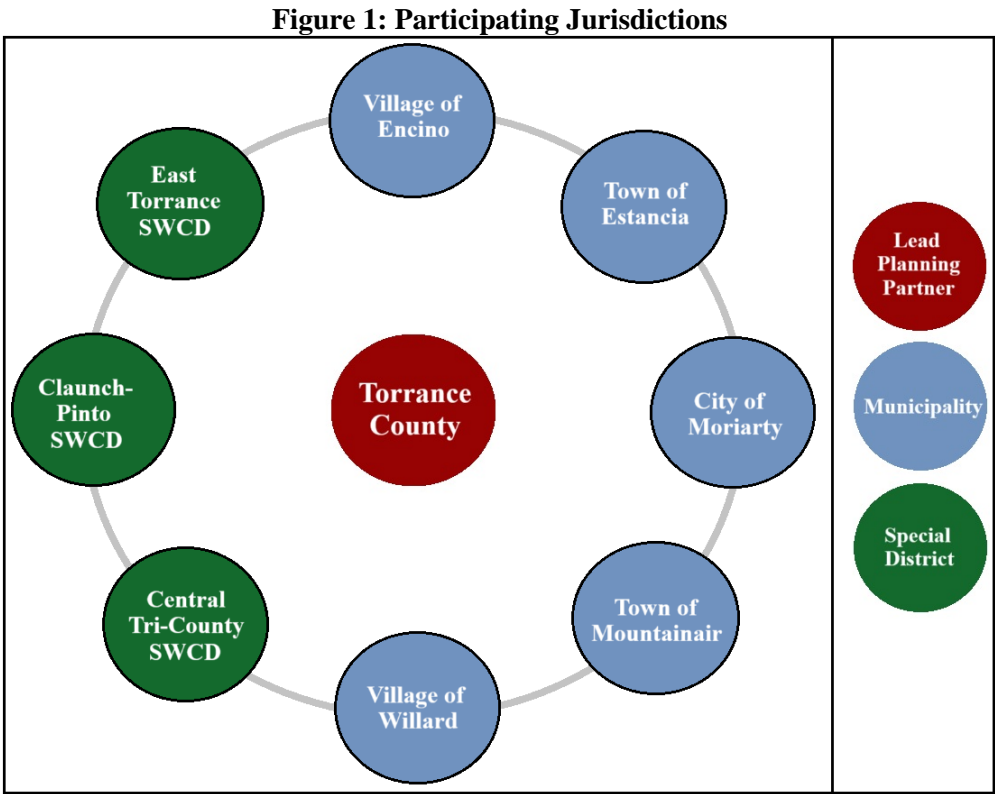 Figure 1: Participating Jurisdictions
Village of
Encino
Town of
Estancia
City of
Moriarty
Town of
Mountainair
Village of
Willard
Central
Tri-County
SWCD
Claunch-
Pinto
SWCD
East
Torrance
SWCD
Torrance
County
Lead
Planning
Partner
Municipality
Special
District